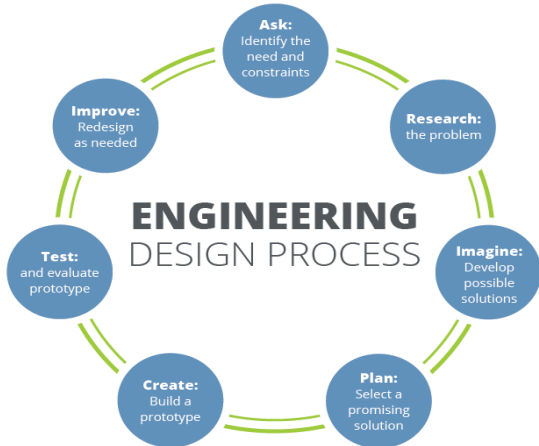 Ask:
Identify the
need and
constraints
Research:
the problem
Imagine:
Develop
possible
solutions
Plan:
Select a
promising
solution
Create:
Build a
prototype
Test:
and evaluate
prototype
Improve:
Redesign
as needed
ENGINEERING
DESIGN PROCESS